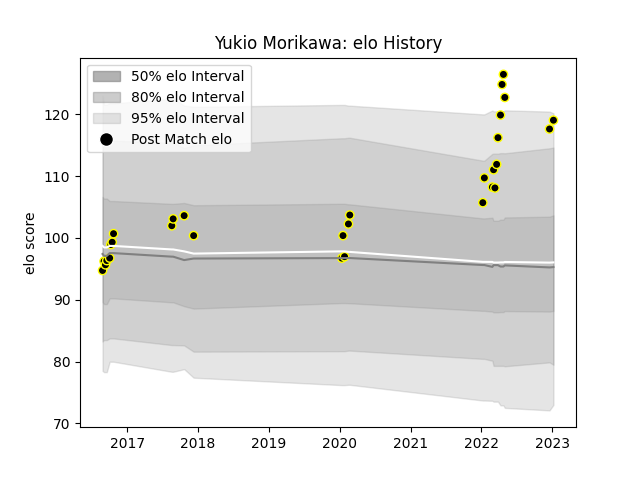 Yukio Morikawa: elo History
50% elo Interval
80% elo Interval
95% elo Interval
Post Match elo
elo score
120
110
100
90
80
70
2017
2018
2019
2020
2021
2022
2023